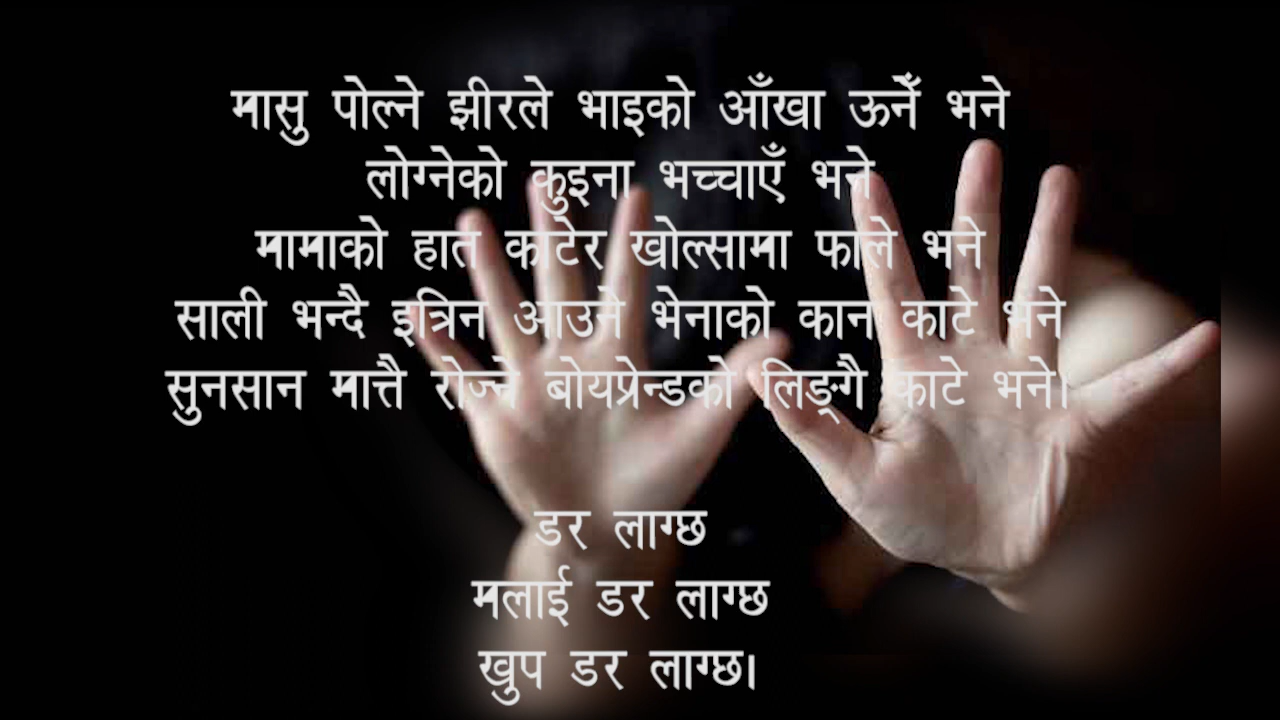 मासु पोल्ने झीरले भाइको आँखा ऊनेँ भने
लोग्नेको कुइना भच्चाएँ भने
मामाको हात काटेर खोल्सामा फाले भने
साली भन्दै इत्रिन आउने भेनाको कान काटे भने
सुनसान मात्तै रोज्ने बोयप्रेन्डको लिङ्गै काटे भने।
डर लाग्छ
मलाई डर लाग्छ
खुप डर लाग्छ।